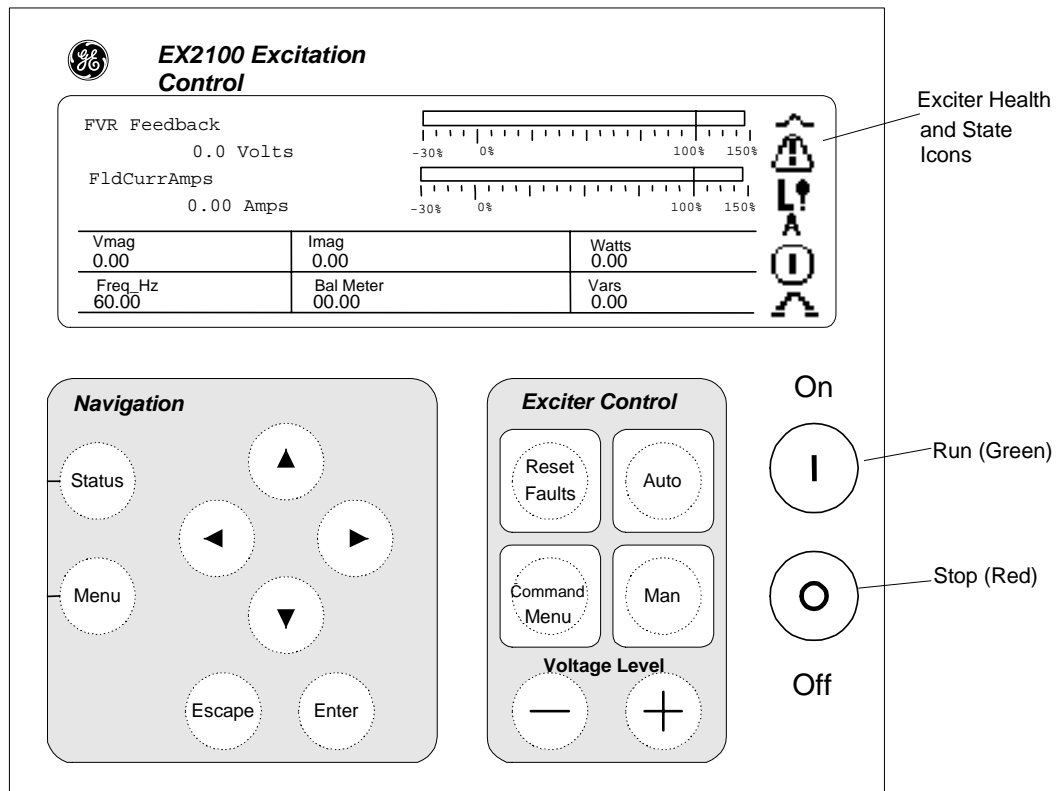 EX2100 Excitation
Control
FVR Feedback
0.0 Volts
-30% 0% 100% 150%
FldCurrAmps
0.00 Amps
-30% 0% 100% 150%
Vmag Imag Watts
0.00 0.00 0.00
Freq_Hz Bal Meter Vars
60.00 00.00 0.00
L
A
Exciter Health
and State
Icons
Navigation
Status
Menu
Escape
Enter
Exciter Control
Reset
Faults
Auto
Command
Menu
Man
Voltage Level
On
Run (Green)
Stop (Red)
Off